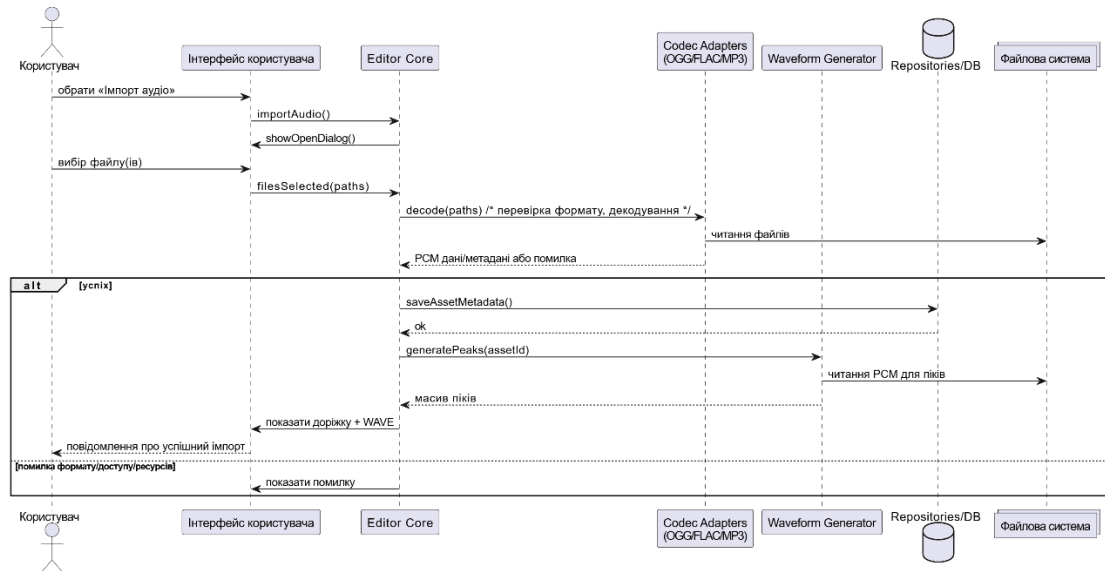 Користувач
Інтерфейс користувача
Editor Core
Codec Adapters
(OGG/FLAC/MP3)
Waveform Generator
Repositories/DB
Файлова система
обрати «Імпорт аудіо»
importAudio()
showOpenDialog()
вибір файлу(ів)
filesSelected(paths)
decode(paths) /* перевірка формату, декодування */
читання файлів
PCM дані/метадані або помилка
alt
[успіх]
saveAssetMetadata()
ok
generatePeaks(assetId)
читання PCM для піків
масив піків
показати доріжку + WAVE
повідомлення про успішний імпорт
[помилка формату/доступу/ресурсів]
показати помилку
Користувач
Інтерфейс користувача
Editor Core
Codec Adapters
(OGG/FLAC/MP3)
Waveform Generator
Repositories/DB
Файлова система